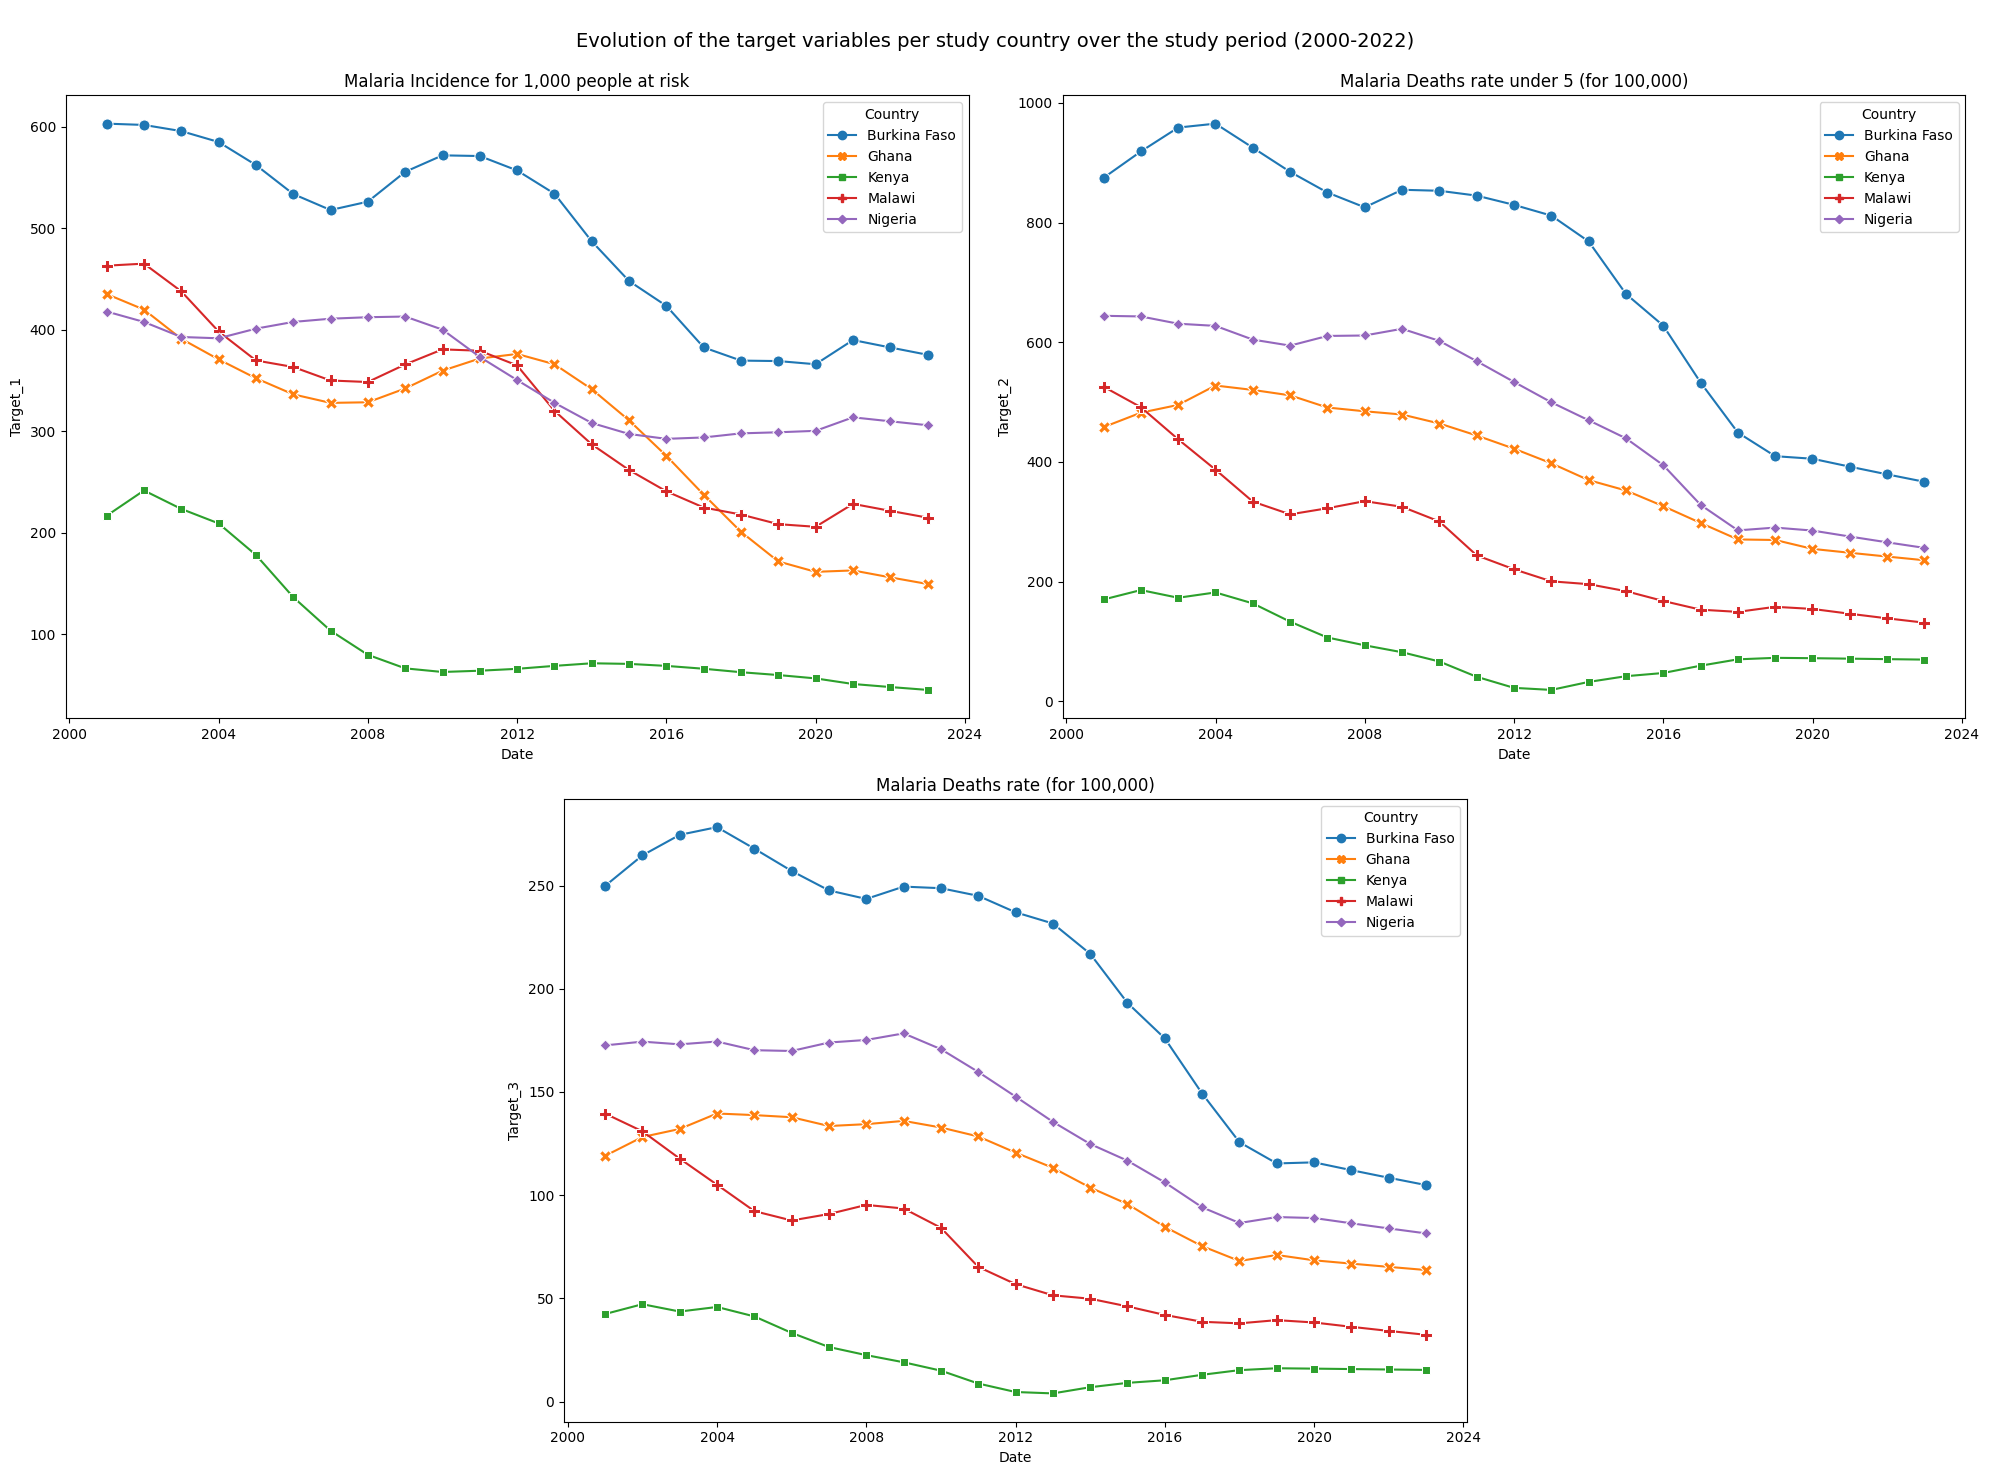 Evolution of the target variables per study country over the study period (2000-2022)
Malaria Incidence for 1,000 people at risk
Target_1
600
500
400
300
200
100
2000 2004 2008 2012 2016 2020 2024
Date
Country
Burkina Faso
Ghana
Kenya
Malawi
Nigeria
Malaria Deaths rate under 5 (for 100,000)
Target_2
1000
800
600
400
200
0
2000 2004 2008 2012 2016 2020 2024
Date
Country
Burkina Faso
Ghana
Kenya
Malawi
Nigeria
Malaria Deaths rate (for 100,000)
Target_3
250
200
150
100
50
0
2000 2004 2008 2012 2016 2020 2024
Date
Country
Burkina Faso
Ghana
Kenya
Malawi
Nigeria